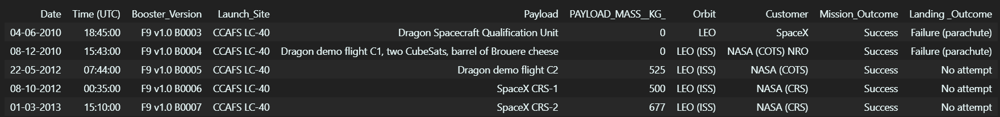 Date Time (UTC) Booster_Version Launch_Site Payload PAYLOAD_MASS__KG_ Orbit Customer Mission_Outcome Landing _Outcome
04-06-2010 18:45:00 F9 v1.0 B0003 CCAFS LC-40 Dragon Spacecraft Qualification Unit 0 LEO SpaceX Success Failure (parachute)
08-12-2010 15:43:00 F9 v1.0 B0004 CCAFS LC-40 Dragon demo flight C1, two CubeSats, barrel of Brouere cheese 0 LEO (ISS) NASA (COTS) NRO Success Failure (parachute)
22-05-2012 07:44:00 F9 v1.0 B0005 CCAFS LC-40 Dragon demo flight C2 525 LEO (ISS) NASA (COTS) Success No attempt
08-10-2012 00:35:00 F9 v1.0 B0006 CCAFS LC-40 SpaceX CRS-1 500 LEO (ISS) NASA (CRS) Success No attempt
01-03-2013 15:10:00 F9 v1.0 B0007 CCAFS LC-40 SpaceX CRS-2 677 LEO (ISS) NASA (CRS) Success No attempt